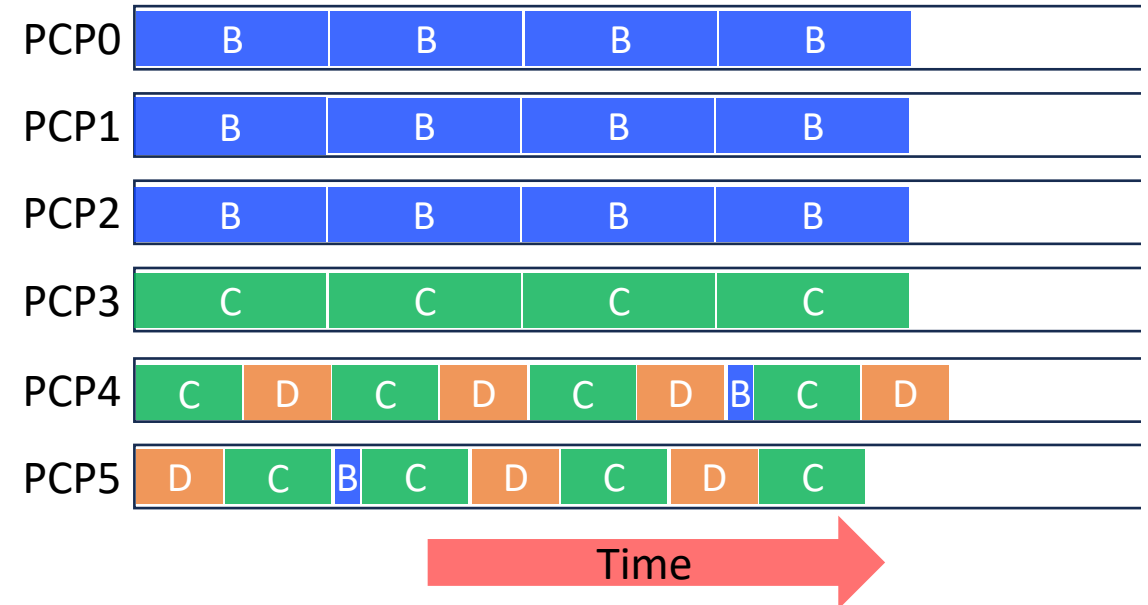 PCP0 B B B B
PCP1 B B B B
PCP2 B B B B
PCP3 C C C C
PCP4 C D C D C D B C D
PCP5 D C B C D C D C
Time